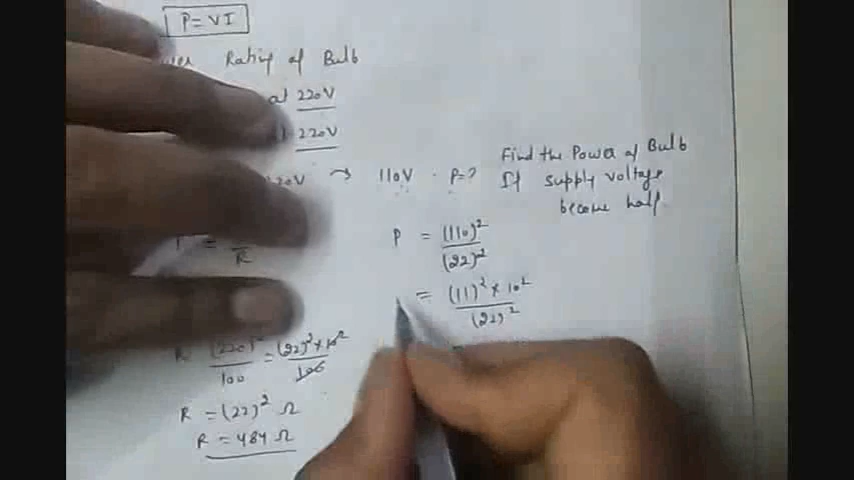 P = VI
Rating of Bulb
at 220V
220V
→ 110V . P=?
Find the Power of Bulb
If supply voltage
become half.
R
P = (110)²
(22)²
= (11)² × 10²
(22)²
R (220)² = (22)² × 10²
100 100
R = (22)² Ω
R = 484 Ω